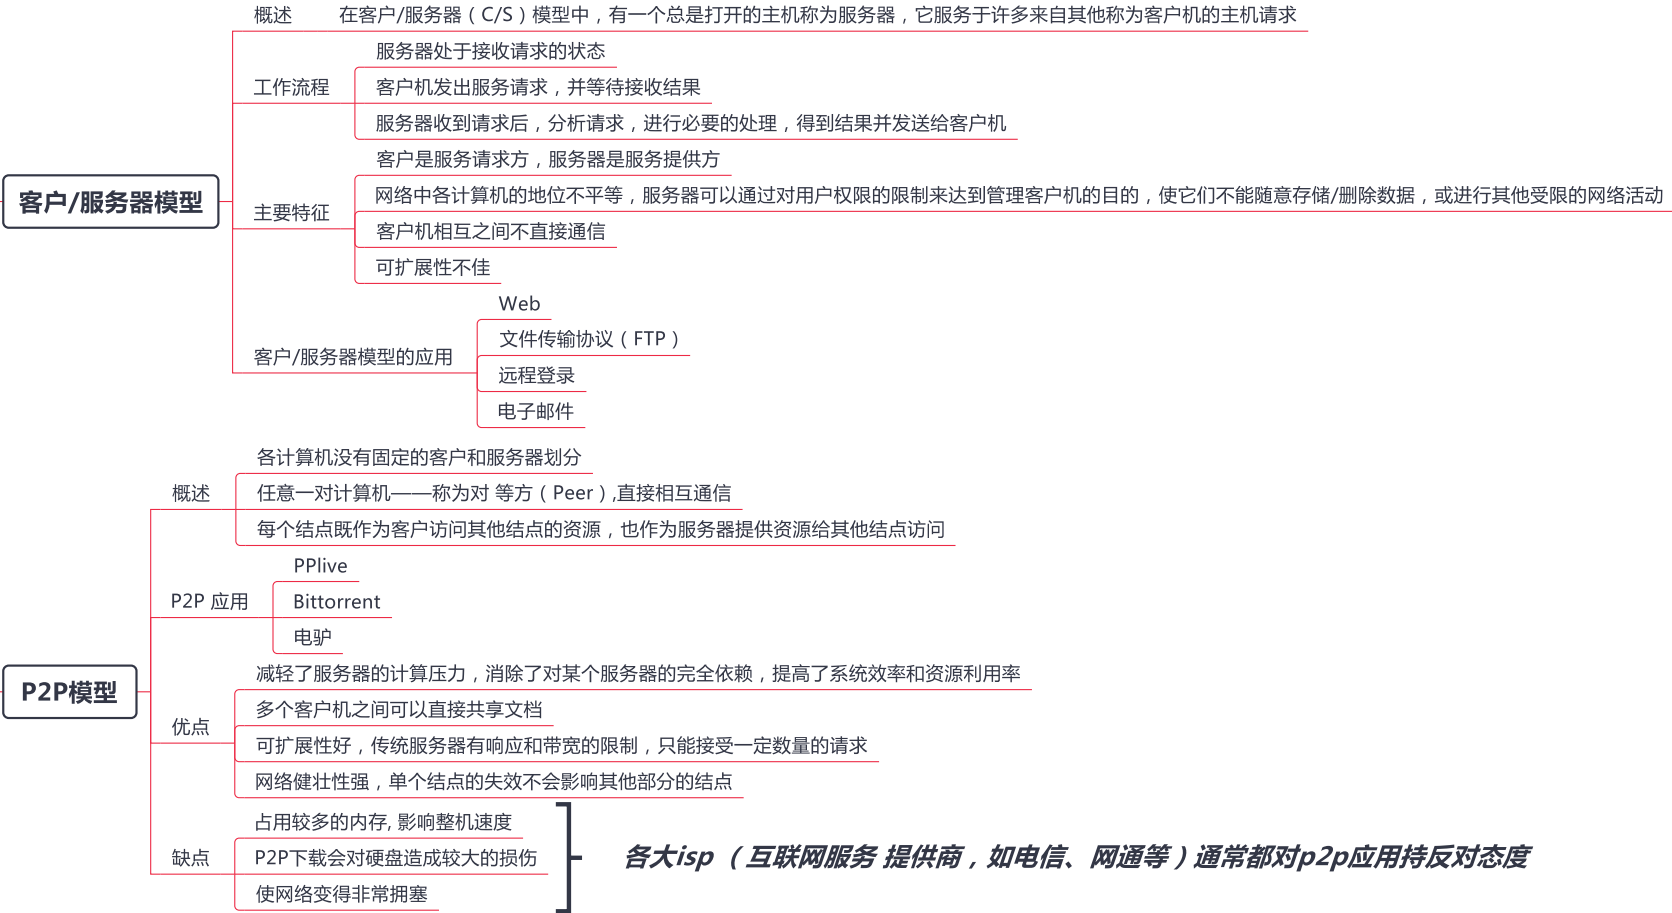 客户/服务器模型
概述
在客户/服务器（C/S）模型中，有一个总是打开的主机称为服务器，它服务于许多来自其他称为客户机的主机请求
工作流程
服务器处于接收请求的状态
客户机发出服务请求，并等待接收结果
服务器收到请求后，分析请求，进行必要的处理，得到结果并发送给客户机
主要特征
客户是服务请求方，服务器是服务提供方
网络中各计算机的地位不平等，服务器可以通过对用户权限的限制来达到管理客户机的目的，使它们不能随意存储/删除数据，或进行其他受限的网络活动
客户机相互之间不直接通信
可扩展性不佳
客户/服务器模型的应用
Web
文件传输协议（FTP）
远程登录
电子邮件
P2P模型
概述
各计算机没有固定的客户和服务器划分
任意一对计算机——称为对 等方（Peer）,直接相互通信
每个结点既作为客户访问其他结点的资源，也作为服务器提供资源给其他结点访问
P2P 应用
PPlive
Bittorrent
电驴
优点
减轻了服务器的计算压力，消除了对某个服务器的完全依赖，提高了系统效率和资源利用率
多个客户机之间可以直接共享文档
可扩展性好，传统服务器有响应和带宽的限制，只能接受一定数量的请求
网络健壮性强，单个结点的失效不会影响其他部分的结点
缺点
占用较多的内存, 影响整机速度
P2P下载会对硬盘造成较大的损伤
使网络变得非常拥塞
各大isp （互联网服务 提供商，如电信、网通等）通常都对p2p应用持反对态度